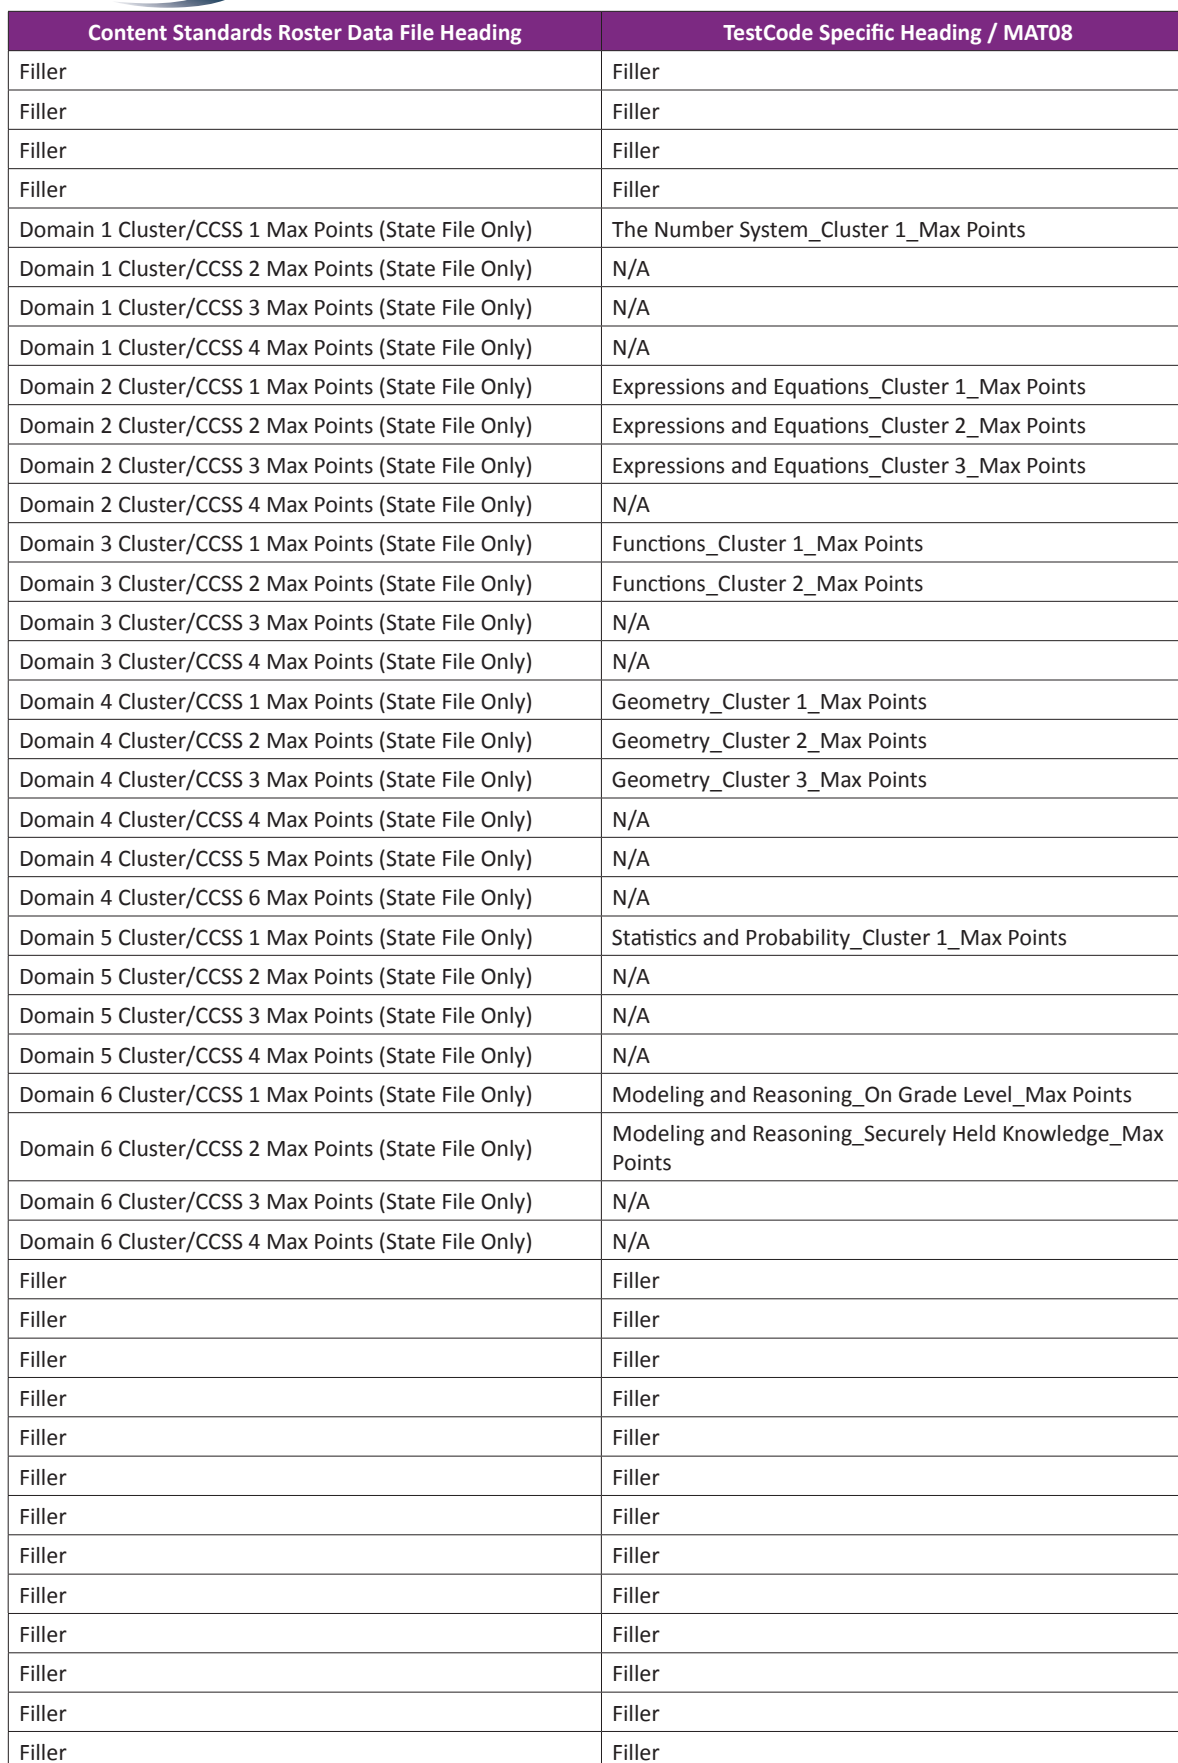 Content Standards Roster Data File Heading TestCode Specific Heading / MAT08
Filler Filler
Filler Filler
Filler Filler
Filler Filler
Domain 1 Cluster/CCSS 1 Max Points (State File Only) The Number System_Cluster 1_Max Points
Domain 1 Cluster/CCSS 2 Max Points (State File Only) N/A
Domain 1 Cluster/CCSS 3 Max Points (State File Only) N/A
Domain 1 Cluster/CCSS 4 Max Points (State File Only) N/A
Domain 2 Cluster/CCSS 1 Max Points (State File Only) Expressions and Equations_Cluster 1_Max Points
Domain 2 Cluster/CCSS 2 Max Points (State File Only) Expressions and Equations_Cluster 2_Max Points
Domain 2 Cluster/CCSS 3 Max Points (State File Only) Expressions and Equations_Cluster 3_Max Points
Domain 2 Cluster/CCSS 4 Max Points (State File Only) N/A
Domain 3 Cluster/CCSS 1 Max Points (State File Only) Functions_Cluster 1_Max Points
Domain 3 Cluster/CCSS 2 Max Points (State File Only) Functions_Cluster 2_Max Points
Domain 3 Cluster/CCSS 3 Max Points (State File Only) N/A
Domain 3 Cluster/CCSS 4 Max Points (State File Only) N/A
Domain 4 Cluster/CCSS 1 Max Points (State File Only) Geometry_Cluster 1_Max Points
Domain 4 Cluster/CCSS 2 Max Points (State File Only) Geometry_Cluster 2_Max Points
Domain 4 Cluster/CCSS 3 Max Points (State File Only) Geometry_Cluster 3_Max Points
Domain 4 Cluster/CCSS 4 Max Points (State File Only) N/A
Domain 4 Cluster/CCSS 5 Max Points (State File Only) N/A
Domain 4 Cluster/CCSS 6 Max Points (State File Only) N/A
Domain 5 Cluster/CCSS 1 Max Points (State File Only) Statistics and Probability_Cluster 1_Max Points
Domain 5 Cluster/CCSS 2 Max Points (State File Only) N/A
Domain 5 Cluster/CCSS 3 Max Points (State File Only) N/A
Domain 5 Cluster/CCSS 4 Max Points (State File Only) N/A
Domain 6 Cluster/CCSS 1 Max Points (State File Only) Modeling and Reasoning_On Grade Level_Max Points
Domain 6 Cluster/CCSS 2 Max Points (State File Only) Modeling and Reasoning_Securely Held Knowledge_Max
Points
Domain 6 Cluster/CCSS 3 Max Points (State File Only) N/A
Domain 6 Cluster/CCSS 4 Max Points (State File Only) N/A
Filler Filler
Filler Filler
Filler Filler
Filler Filler
Filler Filler
Filler Filler
Filler Filler
Filler Filler
Filler Filler
Filler Filler
Filler Filler
Filler Filler
Filler Filler